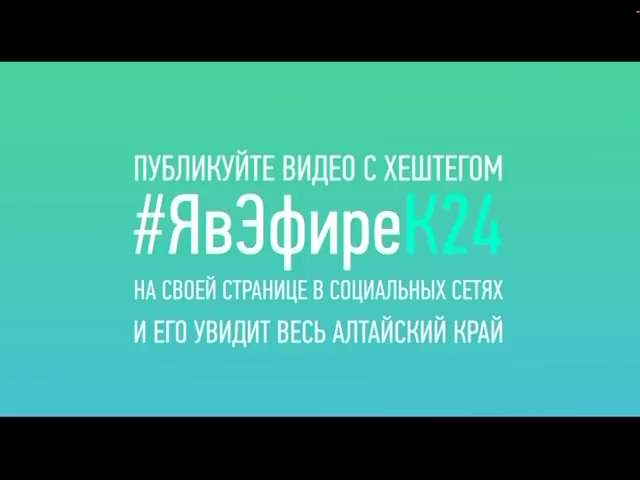 ПУБЛИКУЙТЕ ВИДЕО С ХЕШТЕГОМ
#ЯвЭфиреК24
НА СВОЕЙ СТРАНИЦЕ В СОЦИАЛЬНЫХ СЕТЯХ
И ЕГО УВИДИТ ВЕСЬ АЛТАЙСКИЙ КРАЙ